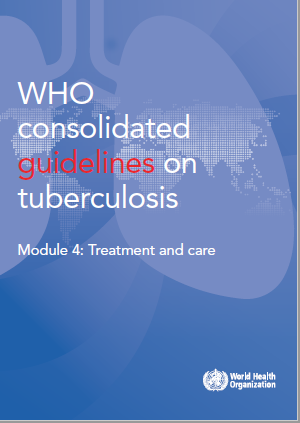 WHO
consolidated
guidelines on
tuberculosis
Module 4: Treatment and care
World Health
Organization